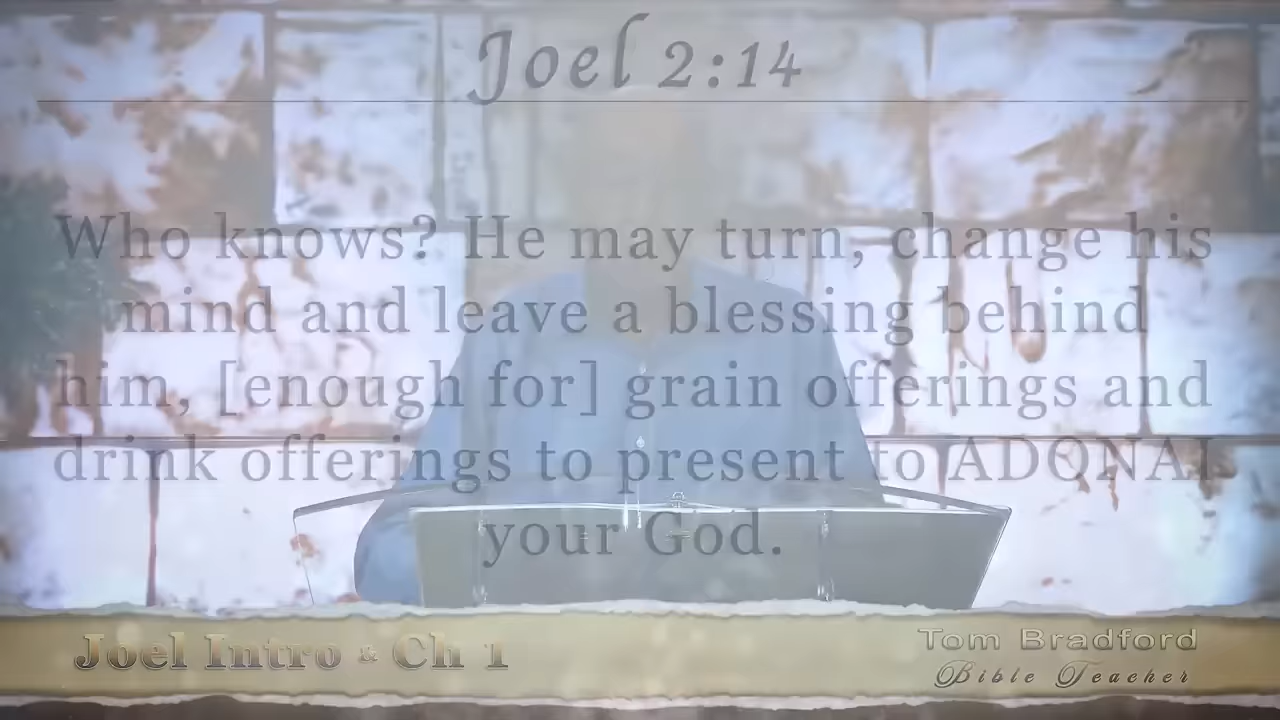 Joel 2:14
Who knows? He may turn, change his
mind and leave a blessing behind
him, [enough for] grain offerings and
drink offerings to present to ADONAI
your God.
Joel Intro & Ch 1
Tom Bradford
Bible Teacher